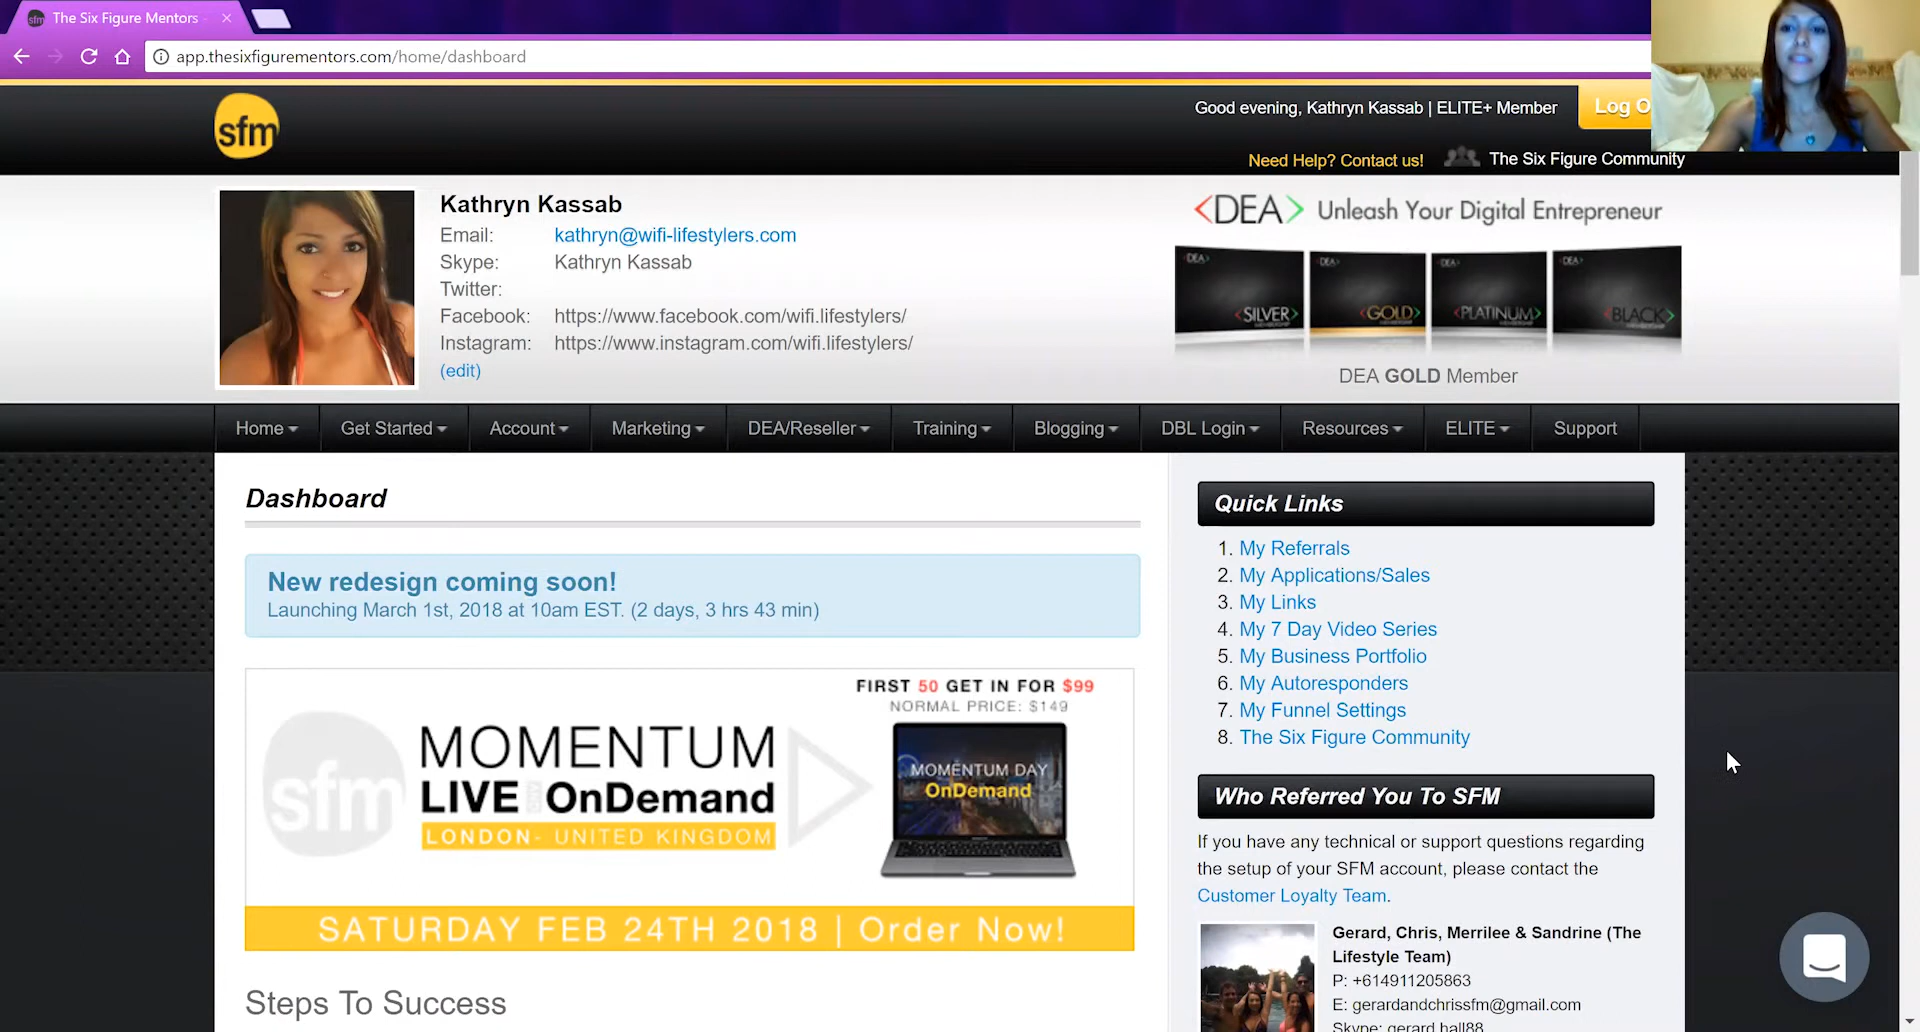 The Six Figure Mentors
app.thesixfigurementors.com/home/dashboard
sfm
Good evening, Kathryn Kassab | ELITE+ Member
Log O
Need Help? Contact us!
The Six Figure Community
Kathryn Kassab
Email: kathryn@wifi-lifestylers.com
Skype: Kathryn Kassab
Twitter:
Facebook: https://www.facebook.com/wifi.lifestylers/
Instagram: https://www.instagram.com/wifi.lifestylers/
(edit)
<DEA> Unleash Your Digital Entrepreneur
<DEA> <DEA> <DEA> <DEA>
<SILVER> <GOLD> <PLATINUM> <BLACK>
DEA GOLD Member
Home Get Started Account Marketing DEA/Reseller Training Blogging DBL Login Resources ELITE Support
Dashboard
New redesign coming soon!
Launching March 1st, 2018 at 10am EST. (2 days, 3 hrs 43 min)
FIRST 50 GET IN FOR $99
NORMAL PRICE: $149
sfm
MOMENTUM
LIVE AND OnDemand
LONDON- UNITED KINGDOM
MOMENTUM DAY
OnDemand
SATURDAY FEB 24TH 2018 | Order Now!
Steps To Success
Quick Links
1. My Referrals
2. My Applications/Sales
3. My Links
4. My 7 Day Video Series
5. My Business Portfolio
6. My Autoresponders
7. My Funnel Settings
8. The Six Figure Community
Who Referred You To SFM
If you have any technical or support questions regarding
the setup of your SFM account, please contact the
Customer Loyalty Team.
Gerard, Chris, Merrilee & Sandrine (The
Lifestyle Team)
P: +614911205863
E: gerardandchrissfm@gmail.com
Skype: gerard.hall88